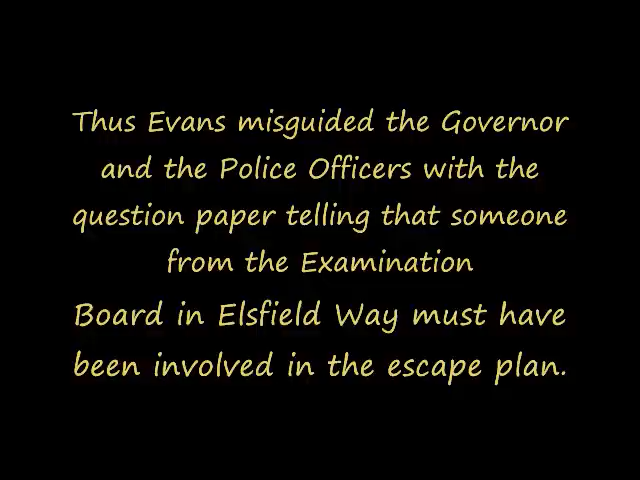 Thus Evans misguided the Governor
and the Police Officers with the
question paper telling that someone
from the Examination
Board in Elsfield Way must have
been involved in the escape plan.